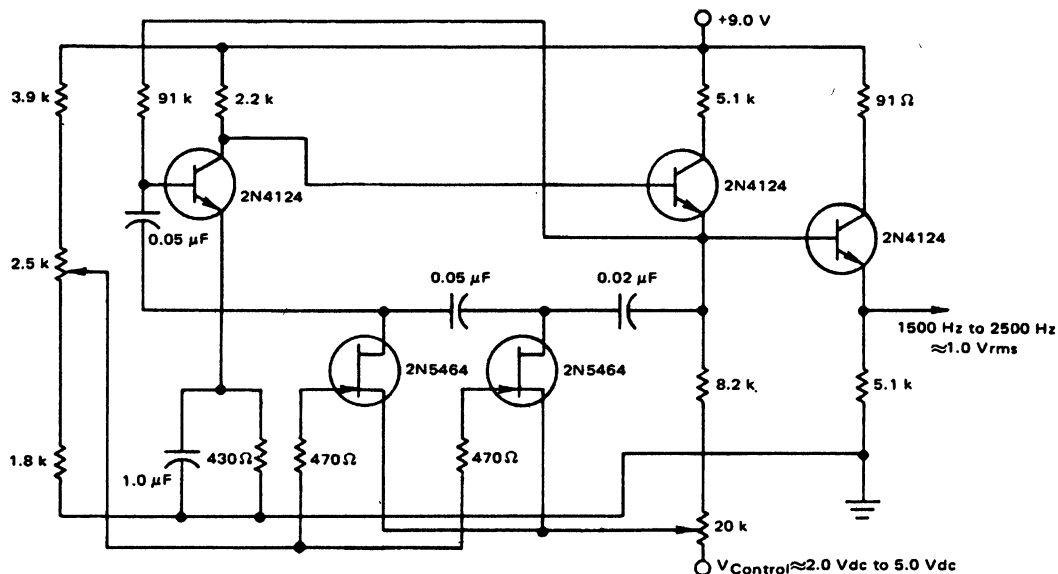 +9.0 V
3.9 k
91 k
2.2 k
5.1 k
91 Ω
2N4124
2N4124
2N4124
0.05 μF
2.5 k
0.05 μF
0.02 μF
1500 Hz to 2500 Hz
≈1.0 Vrms
2N5464
2N5464
8.2 k
5.1 k
1.8 k
1.0 μF
430Ω
470Ω
470Ω
20 k
VControl≈2.0 Vdc to 5.0 Vdc